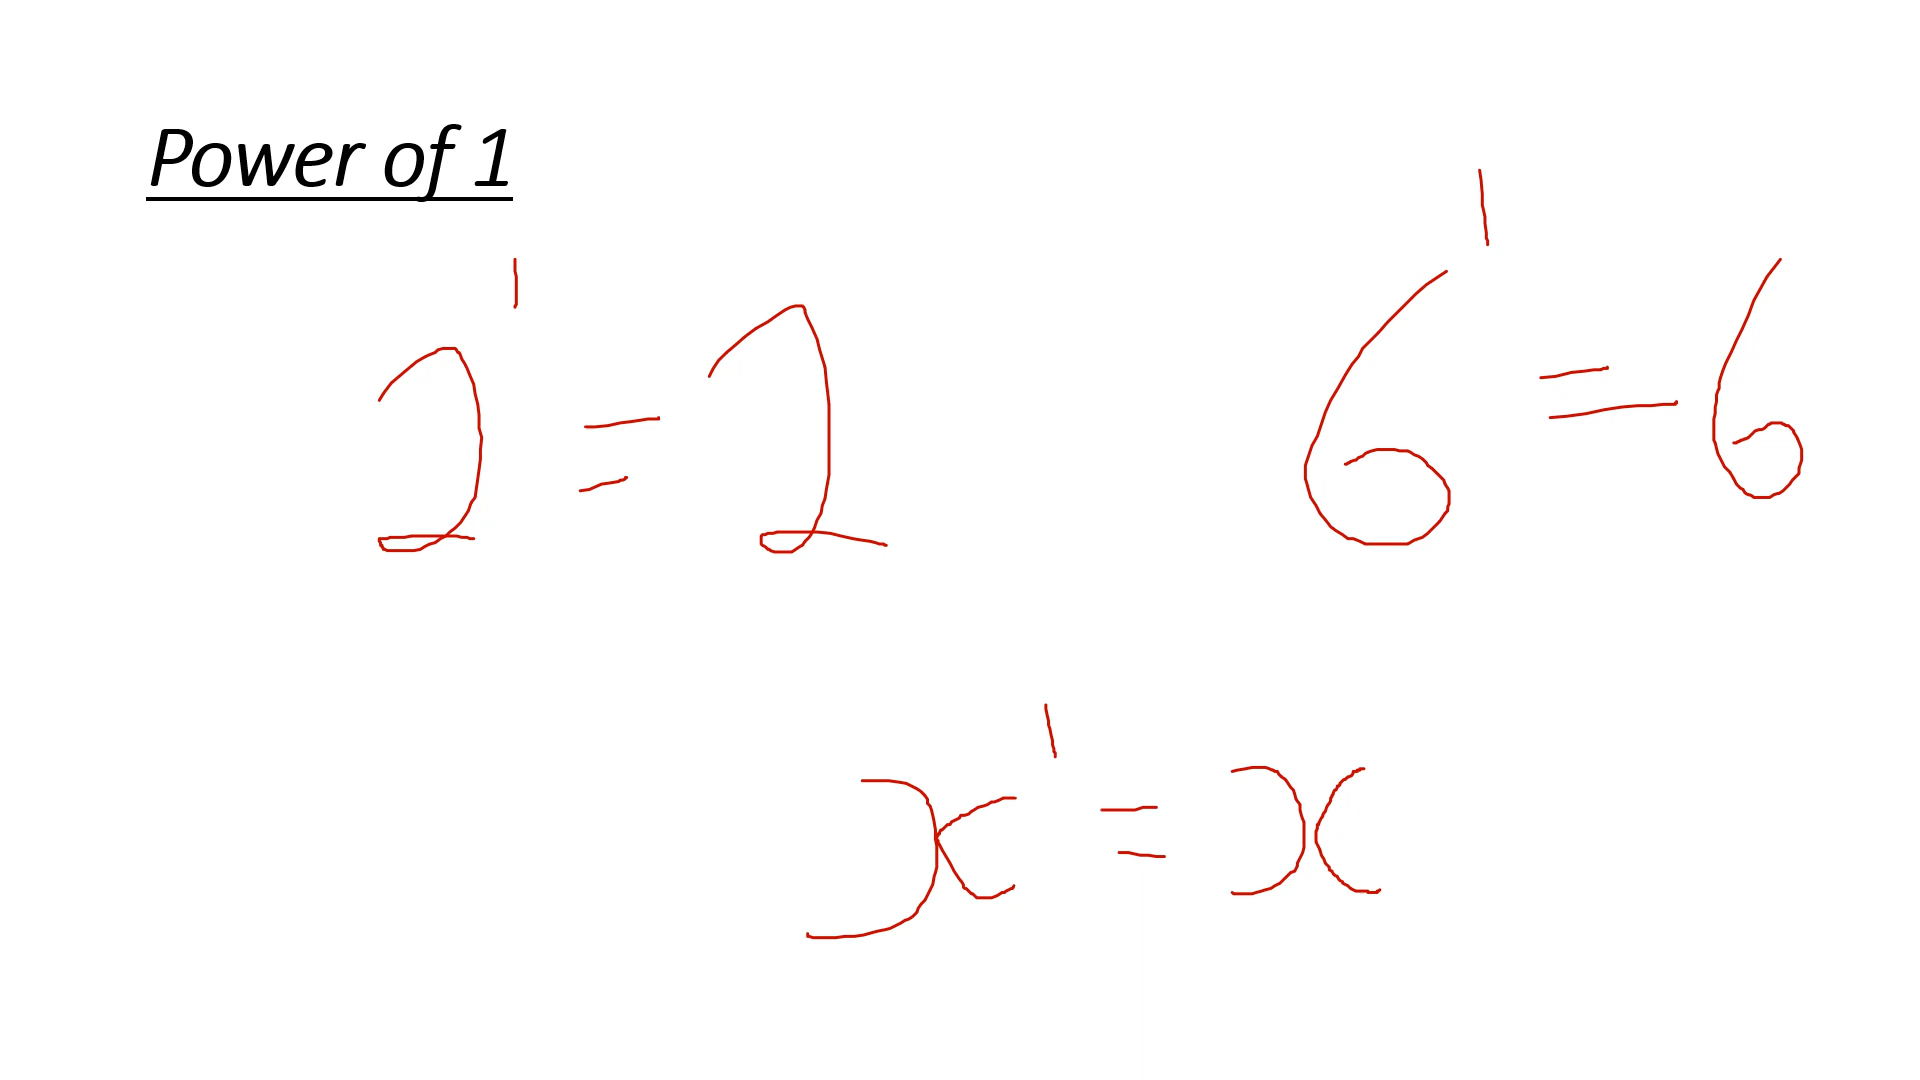 Power of 1
2¹ = 2
6¹ = 6
x¹ = x